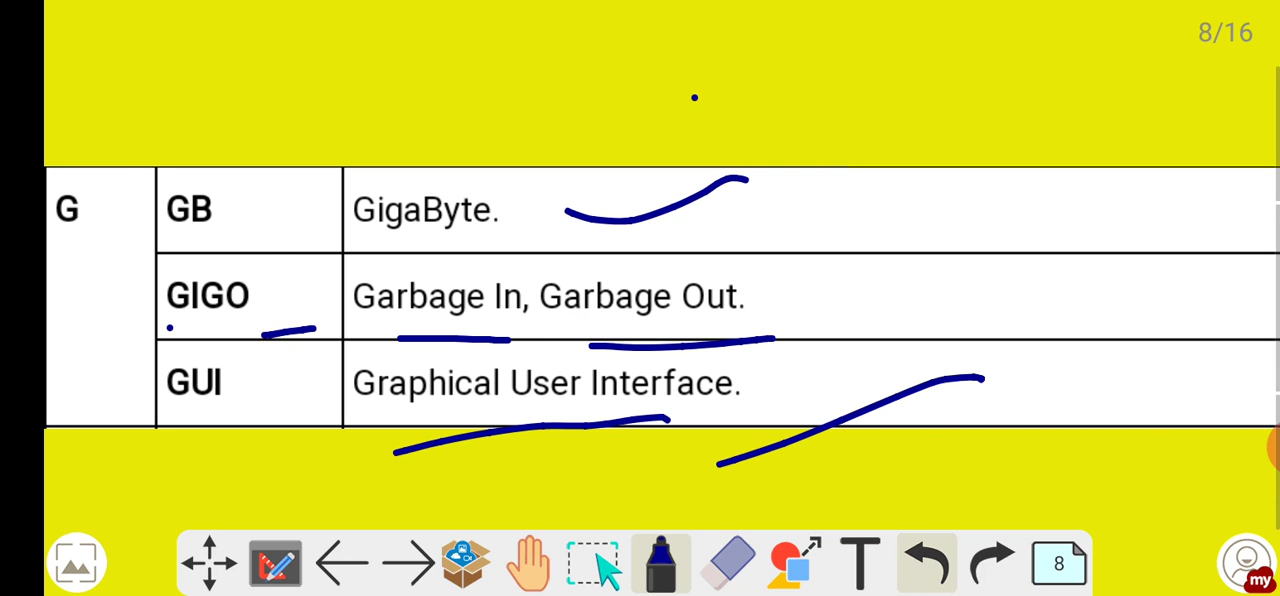 8/16
G GB GigaByte.
GIGO Garbage In, Garbage Out.
GUI Graphical User Interface.
T 8
my